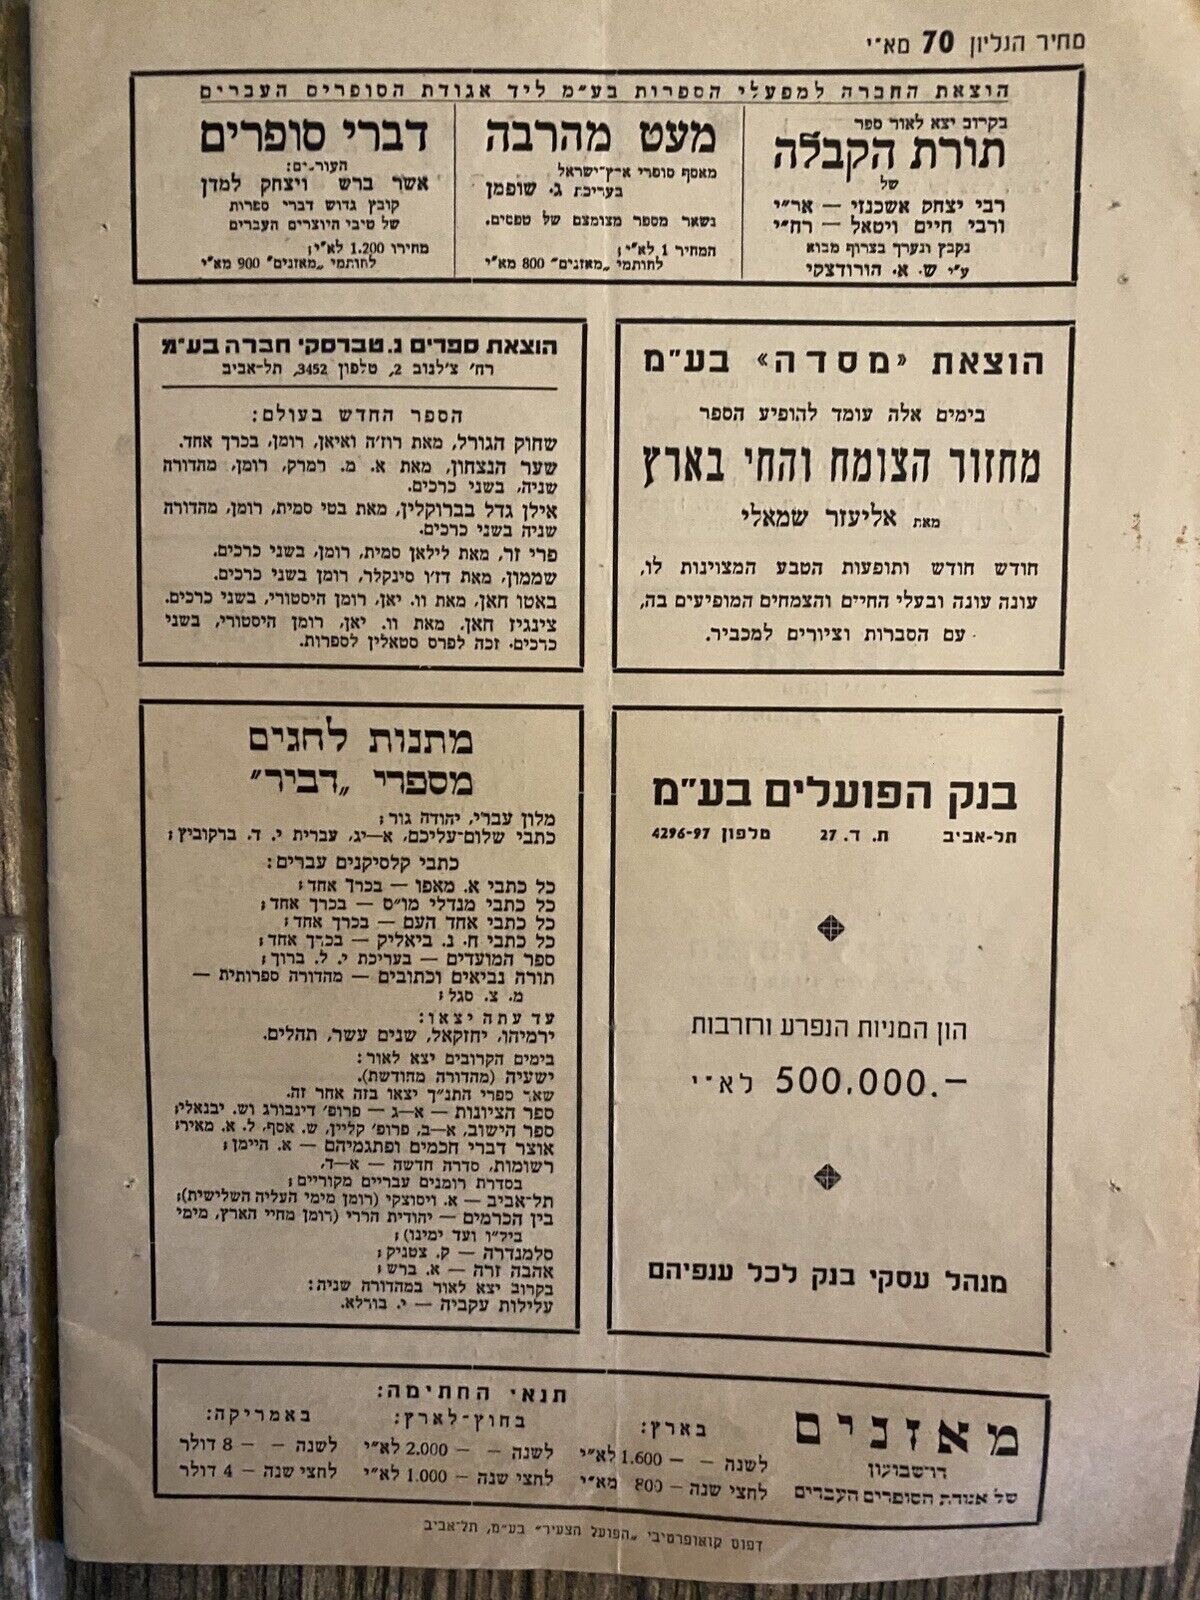 מחיר הגליון 70 מא״י
הוצאת החברה למפעלי הספרות בע״מ ליד אגודת הסופרים העברים
בקרוב יצא לאור ספר
תורת הקבלה
של
רבי יצחק אשכנזי — אר״י
ורבי חיים ויטאל — רח״י
נקבץ ונערך בצרוף מבוא
ע״י ש. א. הורודצקי
מעט מהרבה
מאסף סופרי ארץ־ישראל
בעריכת ג. שופמן
נשאר מספר מצומצם של טפסים.
המחיר 1 לא״י;
לחותמי „מאזנים״ 800 מא״י
דברי סופרים
העורכים:
אשר ברש ויצחק למדן
קובץ גדוש דברי ספרות
של טיבי היוצרים העברים
מחירו 1.200 לא״י;
לחותמי „מאזנים״ 900 מא״י
הוצאת «מסדה» בע״מ
בימים אלה עומד להופיע הספר
מחזור הצומח והחי בארץ
מאת אליעזר שמאלי
חודש חודש ותופעות הטבע המצוינות לו,
עונה עונה ובעלי החיים והצמחים המופיעים בה,
עם הסברות וציורים למכביר.
הוצאת ספרים נ. טברסקי חברה בע״מ
רח׳ צ׳לנוב 2, טלפון 3452, תל־אביב
הספר החדש בעולם:
שחוק הגורל, מאת רוז׳ה ואיאן, רומן, בכרך אחד.
שער הנצחון, מאת א. מ. רמרק, רומן, מהדורה
שניה, בשני כרכים.
אילן גדל בברוקלין, מאת בטי סמית, רומן, מהדורה
שניה בשני כרכים.
פרי זר, מאת לילאן סמית, רומן, בשני כרכים.
שממון, מאת דז׳ו סינקלר, רומן בשני כרכים.
באטו חאן, מאת וו. יאן, רומן היסטורי, בשני כרכים.
צינגיז חאן. מאת וו. יאן, רומן היסטורי, בשני
כרכים. זכה לפרס סטאלין לספרות.
בנק הפועלים בע״מ
תל־אביב ת. ד. 27 טלפון 4296-97
הון המניות הנפרע ורזרבות
500.000.— לא״י
מנהל עסקי בנק לכל ענפיהם
מתנות לחגים
מספרי „דביר״
מלון עברי, יהודה גור;
כתבי שלום־עליכם, א—יג, עברית י. ד. ברקוביץ;
כתבי קלסיקנים עברים:
כל כתבי א. מאפו — בכרך אחד;
כל כתבי מנדלי מו״ס — בכרך אחד;
כל כתבי אחד העם — בכרך אחד;
כל כתבי ח. נ. ביאליק — בכרך אחד;
ספר המועדים — בעריכת י. ל. ברוך;
תורה נביאים וכתובים — מהדורה ספרותית —
מ. צ. סגל;
עד עתה יצאו:
ירמיהו, יחזקאל, שנים עשר, תהלים.
בימים הקרובים יצא לאור:
ישעיה (מהדורה מחודשת).
שאר ספרי התנ״ך יצאו בזה אחר זה.
ספר הציונות — א—ג — פרופ׳ דינבורג וש. יבנאלי;
ספר הישוב, א—ב, פרופ׳ קליין, ש. אסף, ל. א. מאיר;
אוצר דברי חכמים ופתגמיהם — א. היימן;
רשומות, סדרה חדשה — א—ד,
בסדרת רומנים עבריים מקוריים;
תל־אביב — א. ויסוצקי (רומן מימי העליה השלישית);
בין הכרמים — יהודית הררי (רומן מחיי הארץ, מימי
ביל״ו ועד ימינו);
סלמנדרה — ק. צטניק;
אהבה זרה — א. ברש;
בקרוב יצא לאור במהדורה שניה:
עלילות עקביה — י. בורלא.
מאזנים
דו־שבועון
של אגודת הסופרים העברים
תנאי החתימה:
בארץ:
לשנה — — 1.600 לא״י
לחצי שנה — 800 מא״י
בחוץ־לארץ:
לשנה — — 2.000 לא״י
לחצי שנה — 1.000 לא״י
באמריקה:
לשנה — — 8 דולר
לחצי שנה — 4 דולר
דפוס קואופרטיבי „הפועל הצעיר״ בע״מ, תל־אביב